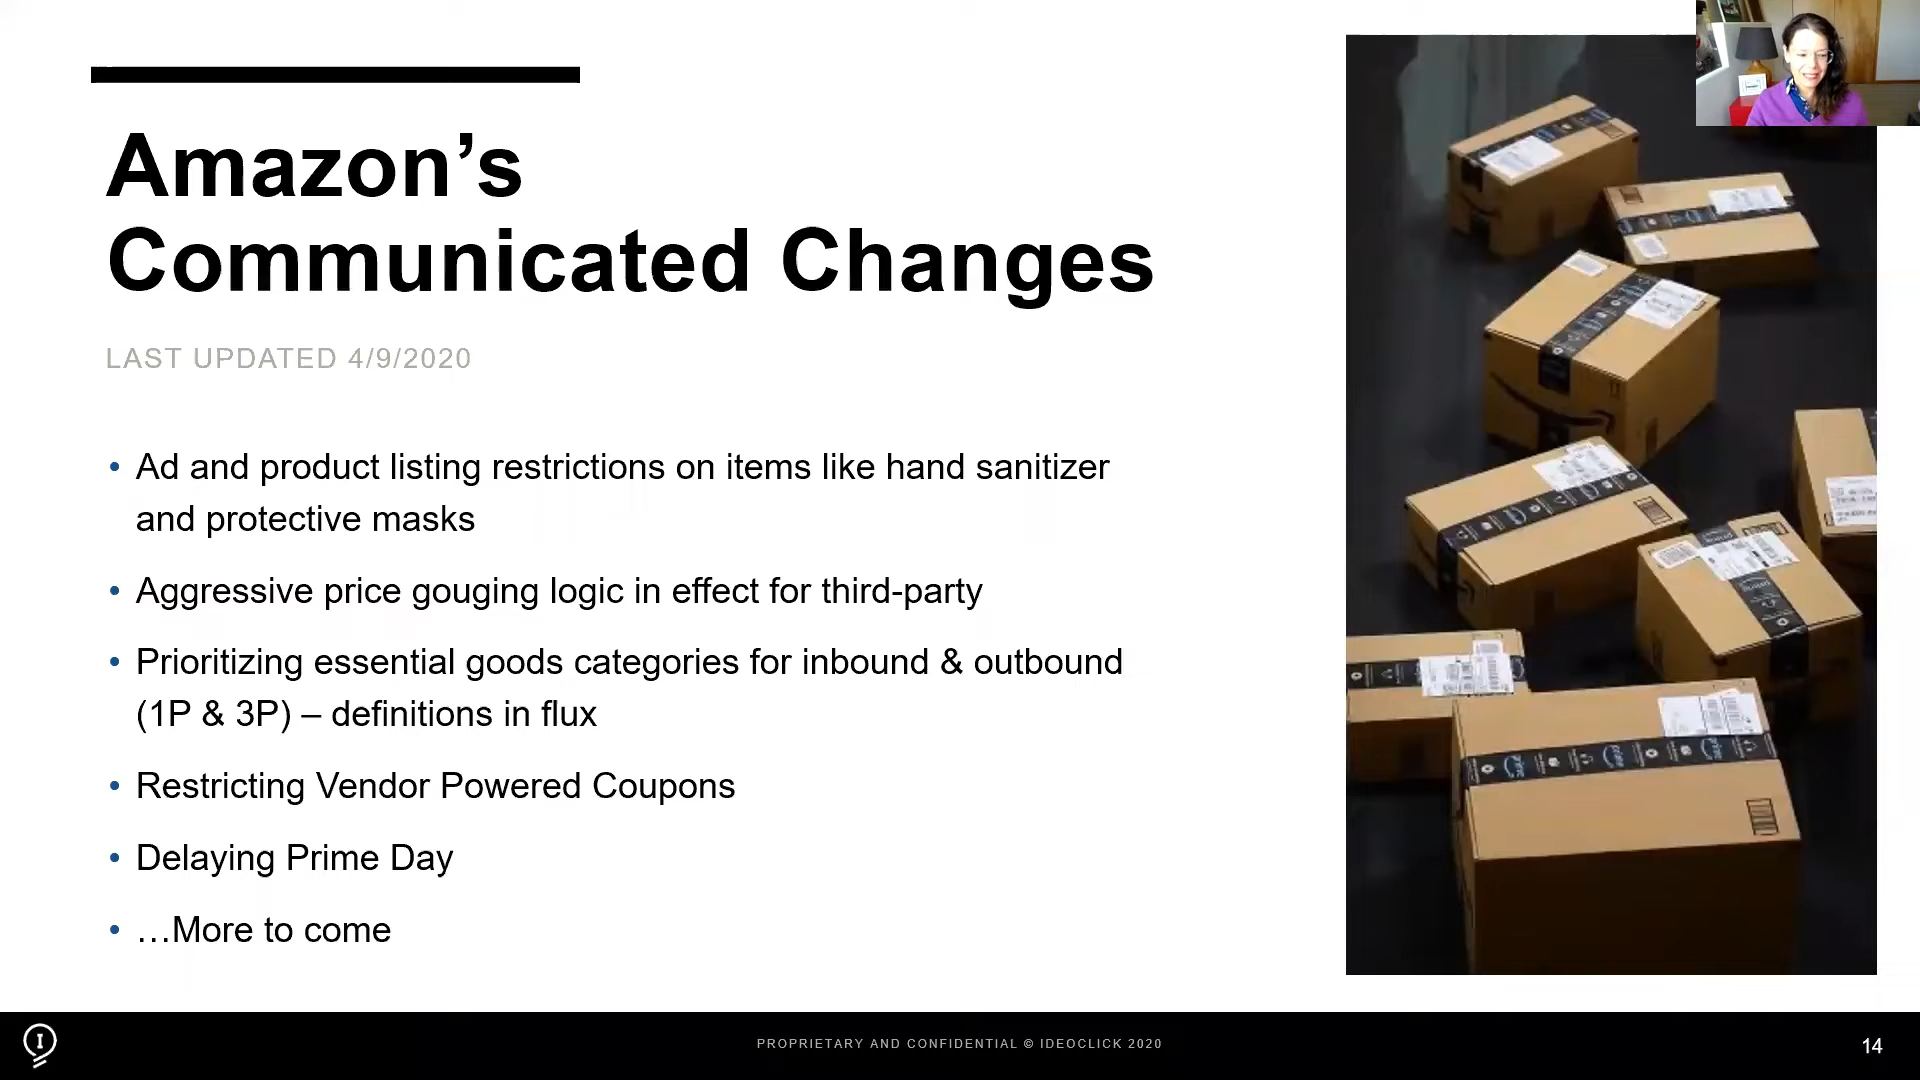 Amazon’s
Communicated Changes
LAST UPDATED 4/9/2020
• Ad and product listing restrictions on items like hand sanitizer
and protective masks
• Aggressive price gouging logic in effect for third-party
• Prioritizing essential goods categories for inbound & outbound
(1P & 3P) – definitions in flux
• Restricting Vendor Powered Coupons
• Delaying Prime Day
• …More to come
prime
prime
prime
I
PROPRIETARY AND CONFIDENTIAL © IDEOCLICK 2020
14